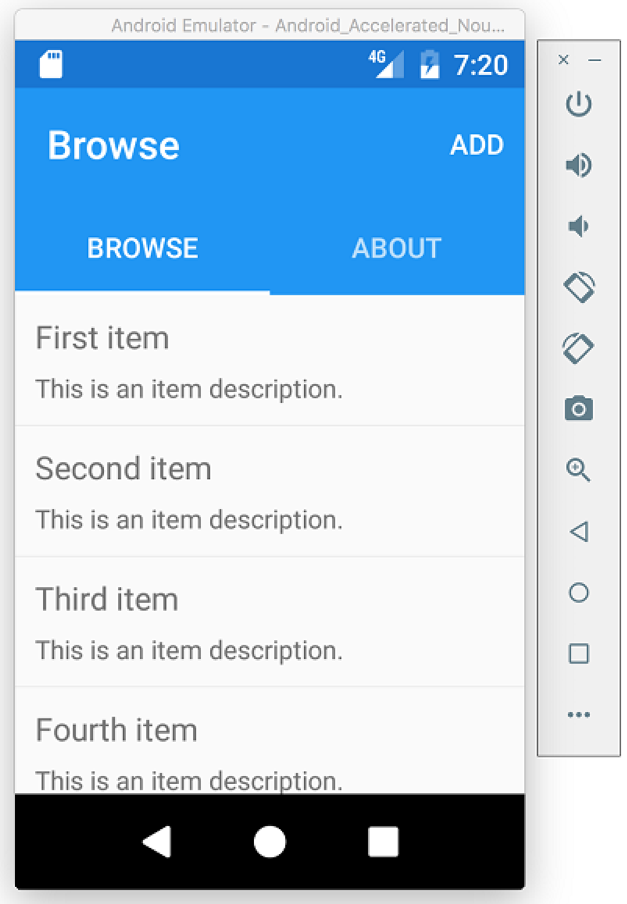 Android Emulator - Android_Accelerated_Nou...
4G 7:20
Browse ADD
BROWSE ABOUT
First item
This is an item description.
Second item
This is an item description.
Third item
This is an item description.
Fourth item
This is an item description.